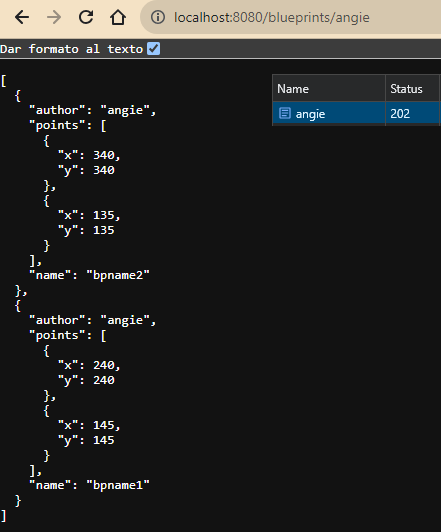 localhost:8080/blueprints/angie
Dar formato al texto
[
  {
    "author": "angie",
    "points": [
      {
        "x": 340,
        "y": 340
      },
      {
        "x": 135,
        "y": 135
      }
    ],
    "name": "bpname2"
  },
  {
    "author": "angie",
    "points": [
      {
        "x": 240,
        "y": 240
      },
      {
        "x": 145,
        "y": 145
      }
    ],
    "name": "bpname1"
  }
]
Name Status
angie 202